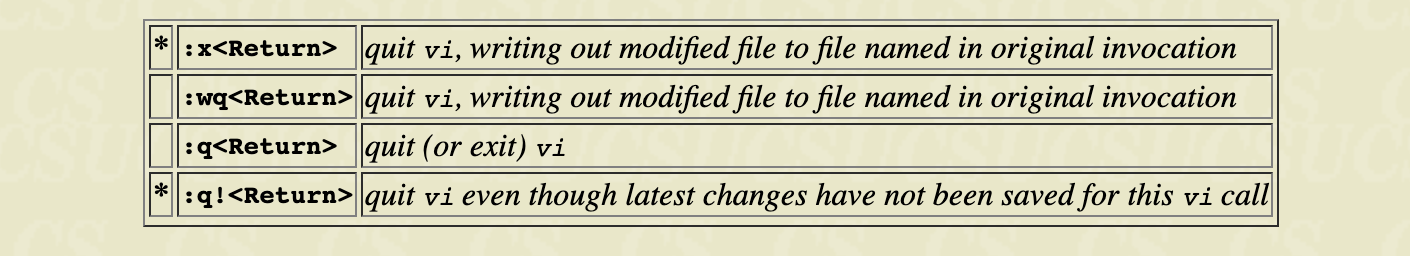 * :x<Return> quit vi, writing out modified file to file named in original invocation
:wq<Return> quit vi, writing out modified file to file named in original invocation
:q<Return> quit (or exit) vi
* :q!<Return> quit vi even though latest changes have not been saved for this vi call